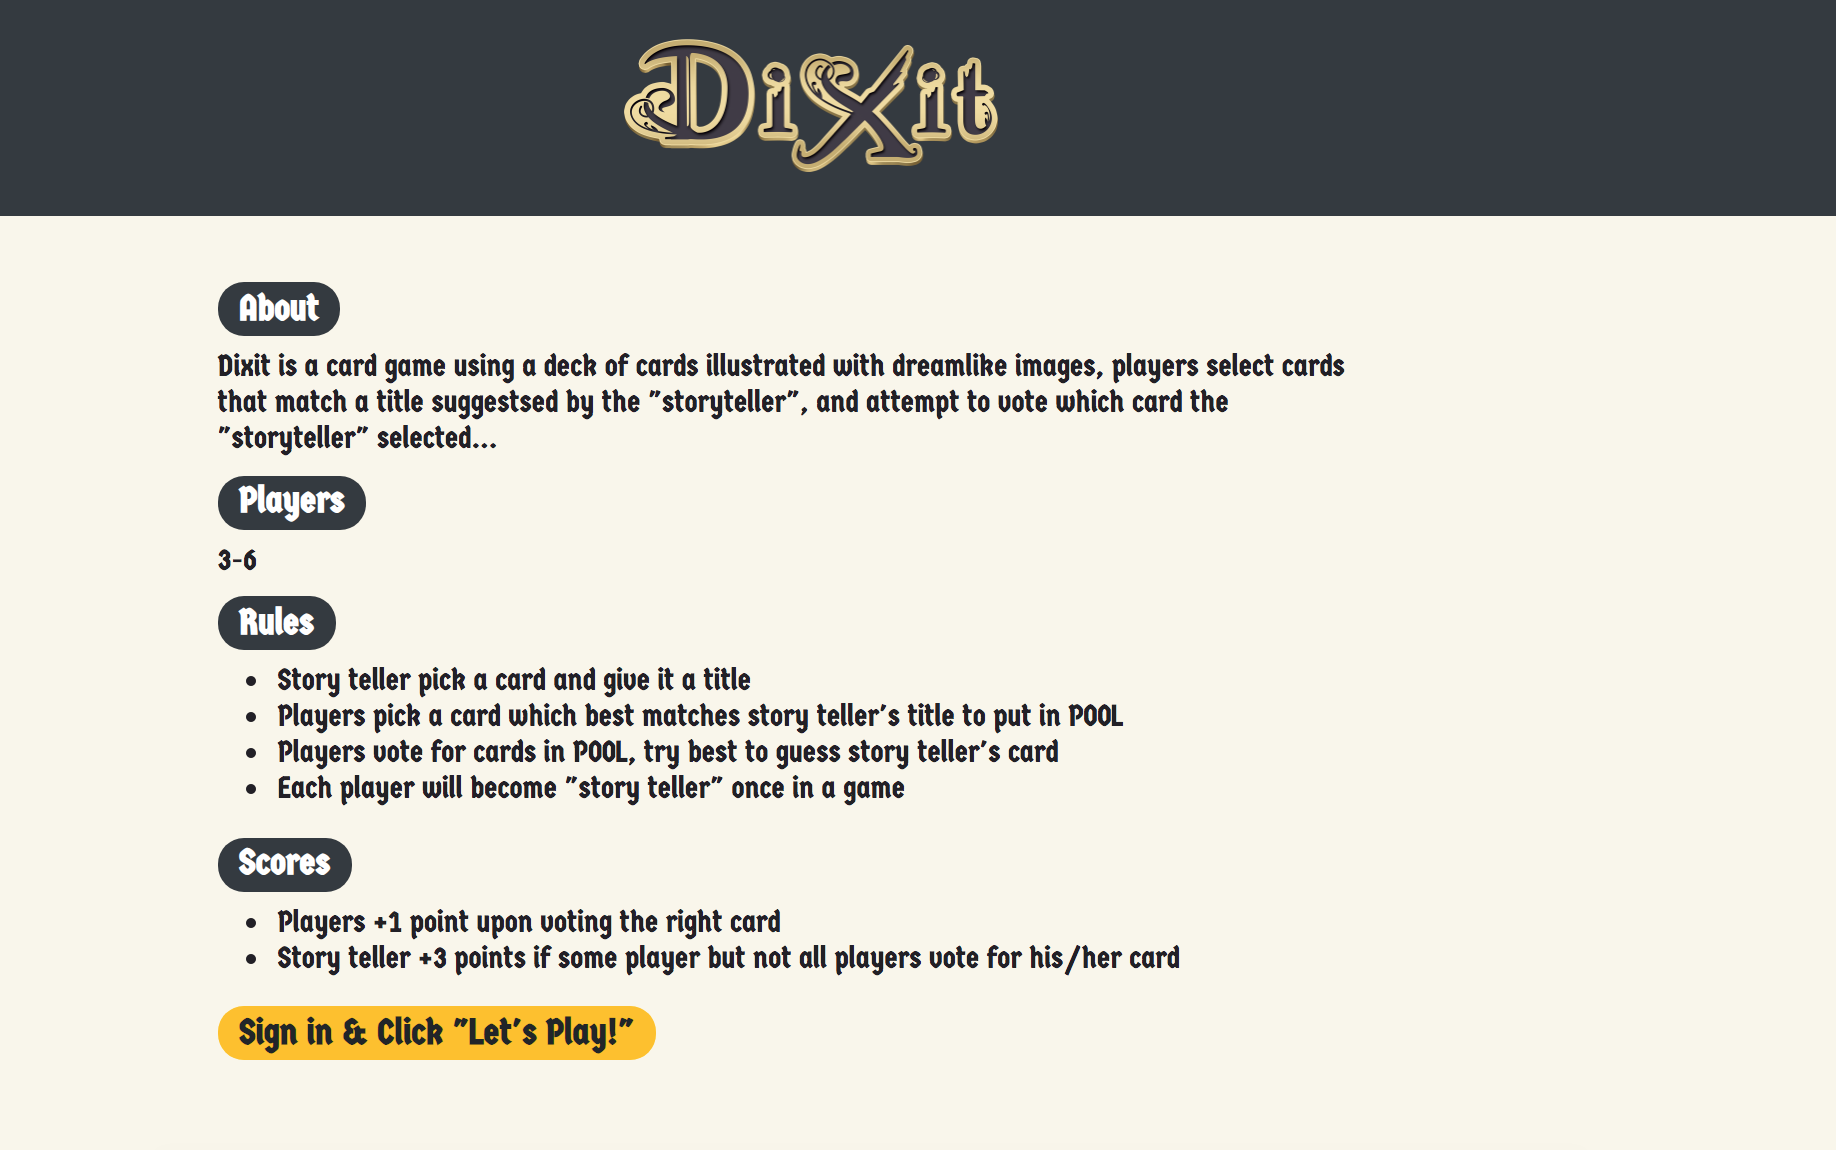 DiXit
About
Dixit is a card game using a deck of cards illustrated with dreamlike images, players select cards
that match a title suggestsed by the "storyteller", and attempt to vote which card the
"storyteller" selected...
Players
3-6
Rules
• Story teller pick a card and give it a title
• Players pick a card which best matches story teller's title to put in POOL
• Players vote for cards in POOL, try best to guess story teller's card
• Each player will become "story teller" once in a game
Scores
• Players +1 point upon voting the right card
• Story teller +3 points if some player but not all players vote for his/her card
Sign in & Click "Let's Play!"